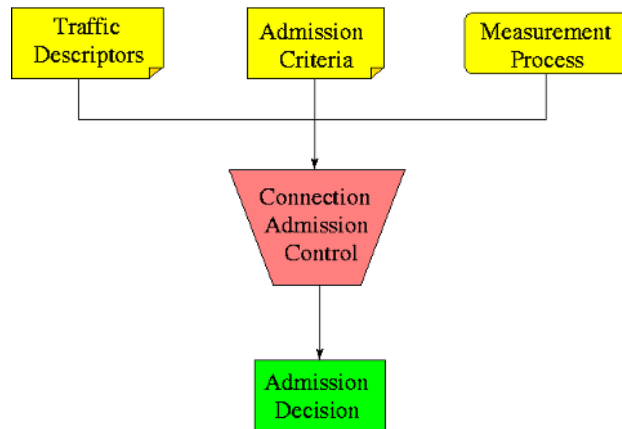 Traffic
Descriptors
Admission
Criteria
Measurement
Process
Connection
Admission
Control
Admission
Decision